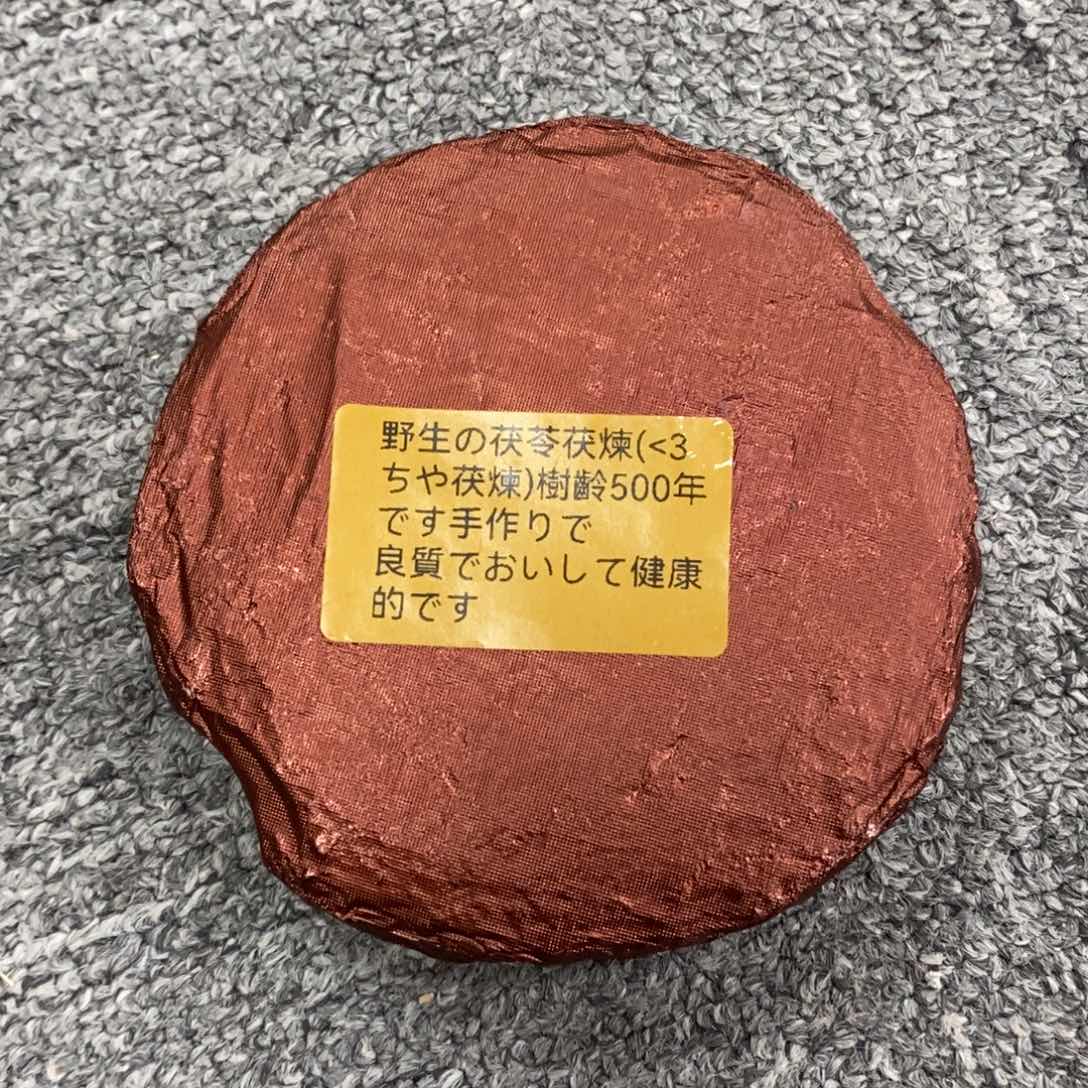 野生の茯苓茯煉(<3
ちや茯煉)樹齢500年
です手作りで
良質でおいして健康
的です